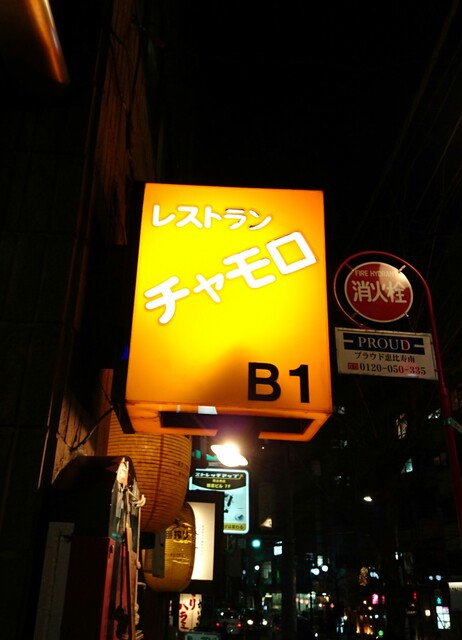 レストラン
チャモロ
B1
FIRE HYDRANT
消火栓
PROUD
プラウド恵比寿南
0120-050-335